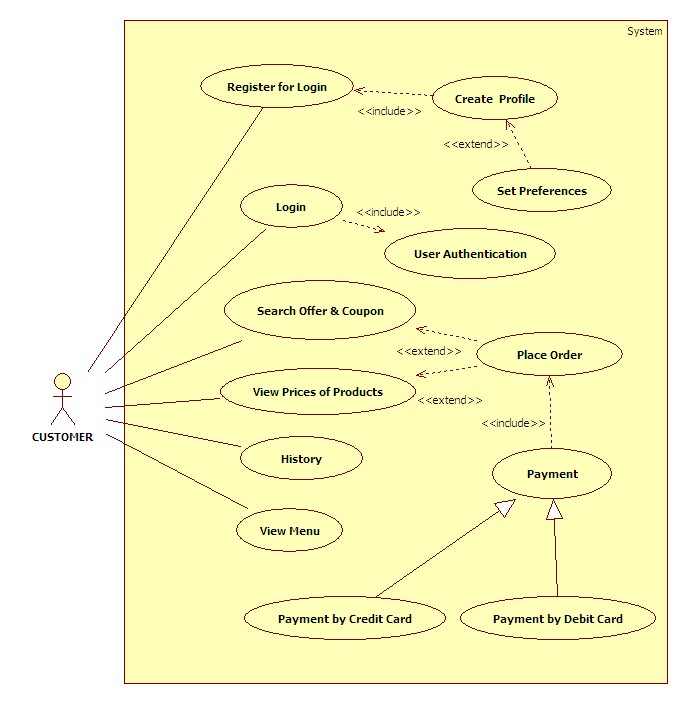 System
Register for Login
Create Profile
<<include>>
<<extend>>
Set Preferences
Login
<<include>>
User Authentication
Search Offer & Coupon
<<extend>>
Place Order
View Prices of Products
<<extend>>
<<include>>
CUSTOMER
History
Payment
View Menu
Payment by Credit Card
Payment by Debit Card